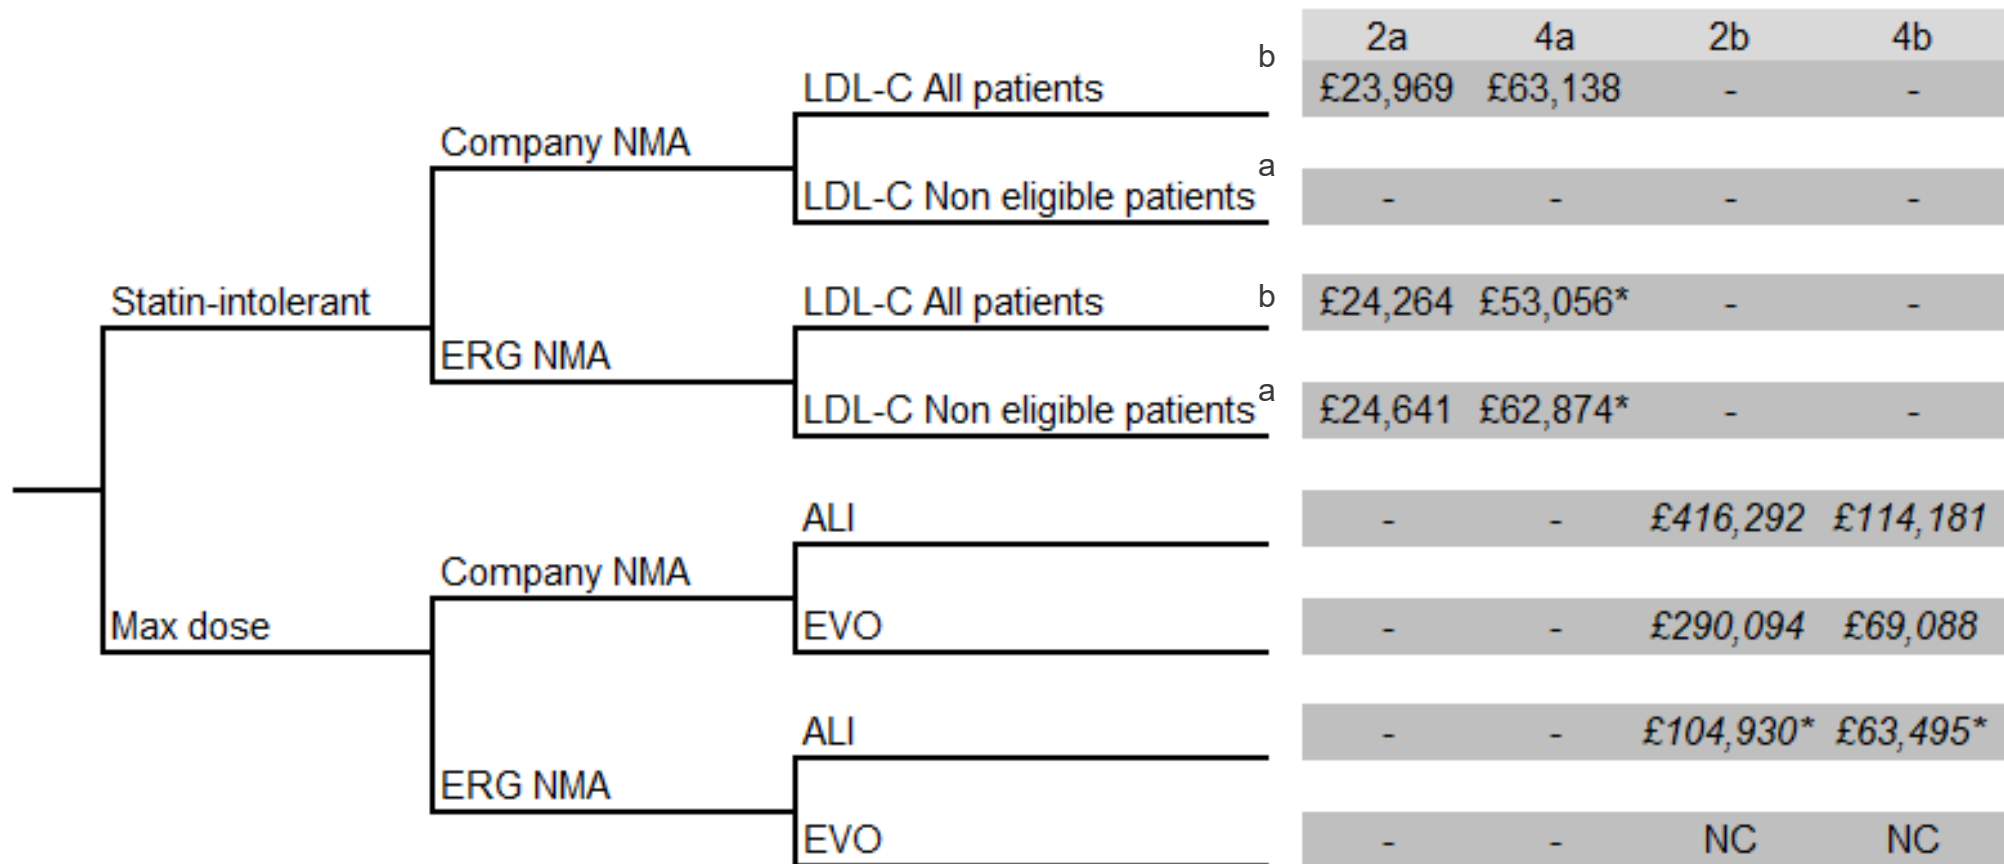 2a 4a 2b 4b
LDL-C All patients b £23,969 £63,138 - -
Company NMA
LDL-C Non eligible patients a - - - -
Statin-intolerant
LDL-C All patients b £24,264 £53,056* - -
ERG NMA
LDL-C Non eligible patients a £24,641 £62,874* - -
ALI - - £416,292 £114,181
Company NMA
Max dose
EVO - - £290,094 £69,088
ALI - - £104,930* £63,495*
ERG NMA
EVO - - NC NC